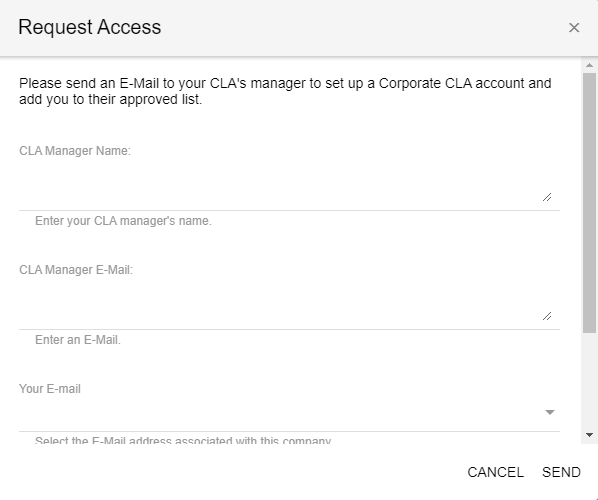 Request Access
Please send an E-Mail to your CLA's manager to set up a Corporate CLA account and
add you to their approved list.
CLA Manager Name:
Enter your CLA manager's name.
CLA Manager E-Mail:
Enter an E-Mail.
Your E-mail
Select the E-Mail address associated with this company
CANCEL SEND